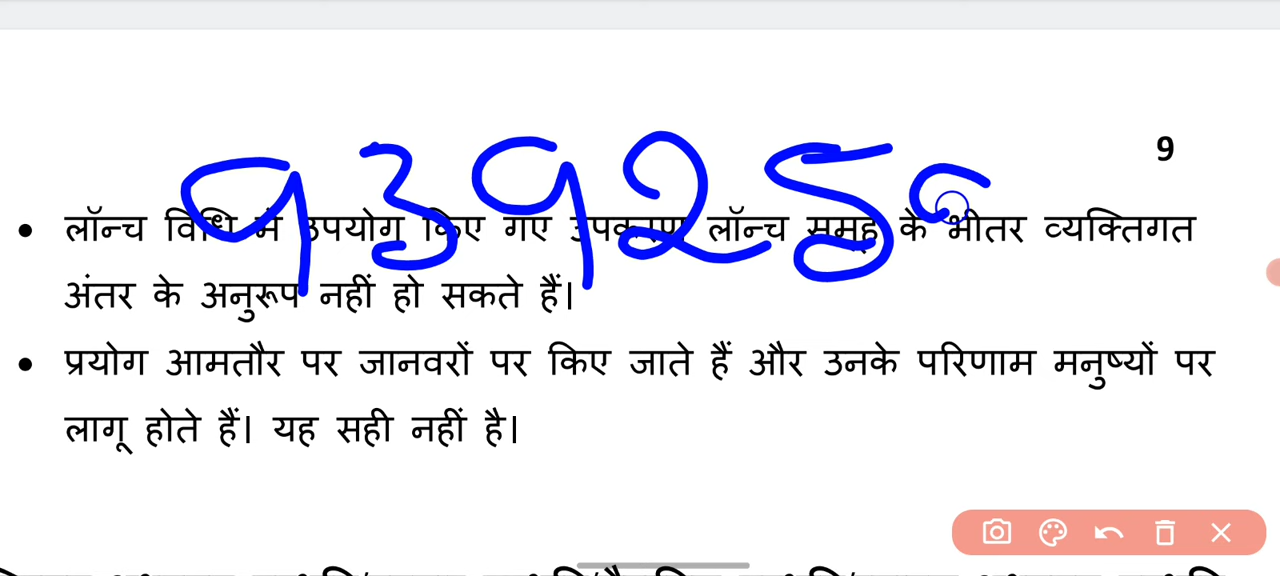 9
93925
• लॉन्च विधि में उपयोग किए गए उपकरण लॉन्च समूह के भीतर व्यक्तिगत
अंतर के अनुरूप नहीं हो सकते हैं।
• प्रयोग आमतौर पर जानवरों पर किए जाते हैं और उनके परिणाम मनुष्यों पर
लागू होते हैं। यह सही नहीं है।